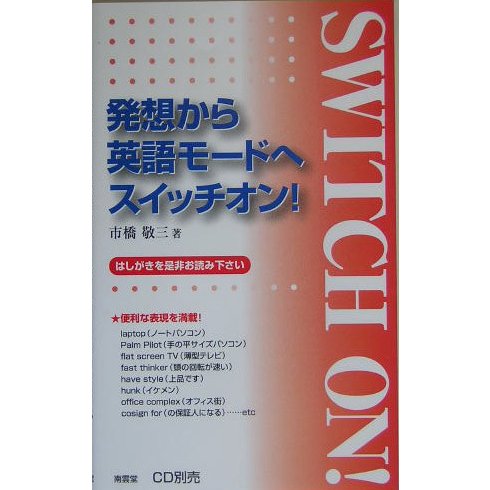 SWITCH ON!
発想から
英語モードへ
スイッチオン!
市橋 敬三 著
はしがきを是非お読み下さい
★便利な表現を満載!
laptop(ノートパソコン)
Palm Pilot(手の平サイズパソコン)
flat screen TV(薄型テレビ)
fast thinker(頭の回転が速い)
have style(上品です)
hunk(イケメン)
office complex(オフィス街)
cosign for(の保証人になる)……etc
南雲堂 CD別売